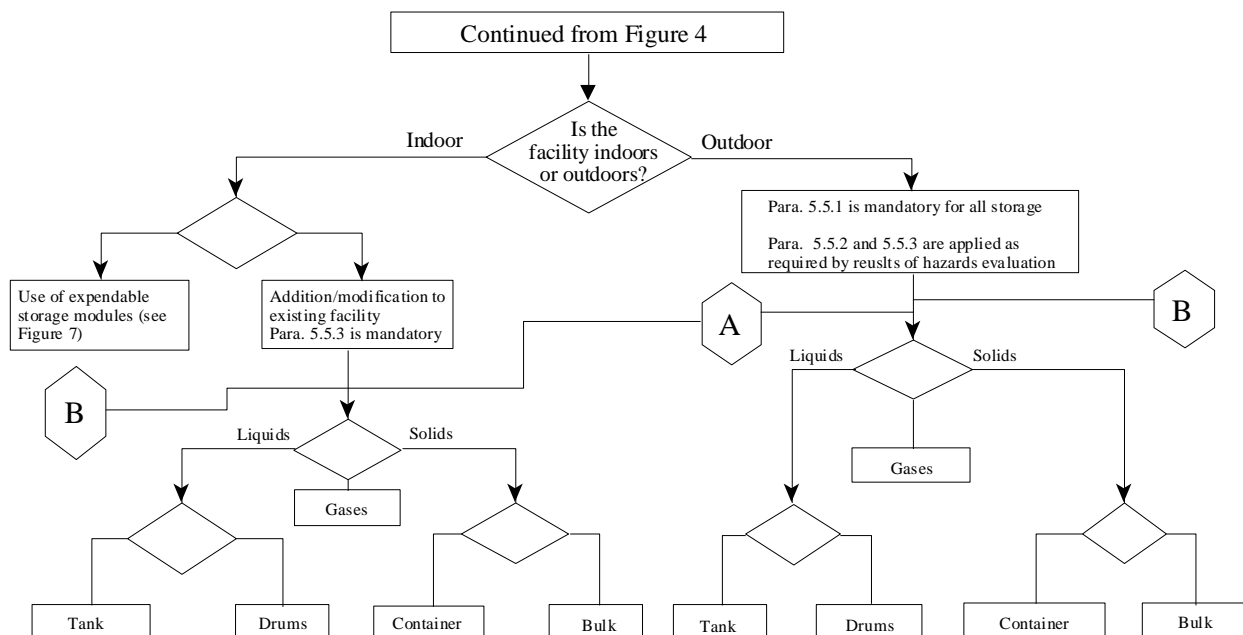 Continued from Figure 4
Is the
facility indoors
or outdoors?
Indoor
Outdoor
Para. 5.5.1 is mandatory for all storage
Para. 5.5.2 and 5.5.3 are applied as
required by reuslts of hazards evaluation
Use of expendable
storage modules (see
Figure 7)
Addition/modification to
existing facility
Para. 5.5.3 is mandatory
A
B
B
Liquids
Solids
Gases
Liquids
Solids
Gases
Tank
Drums
Container
Bulk
Tank
Drums
Container
Bulk